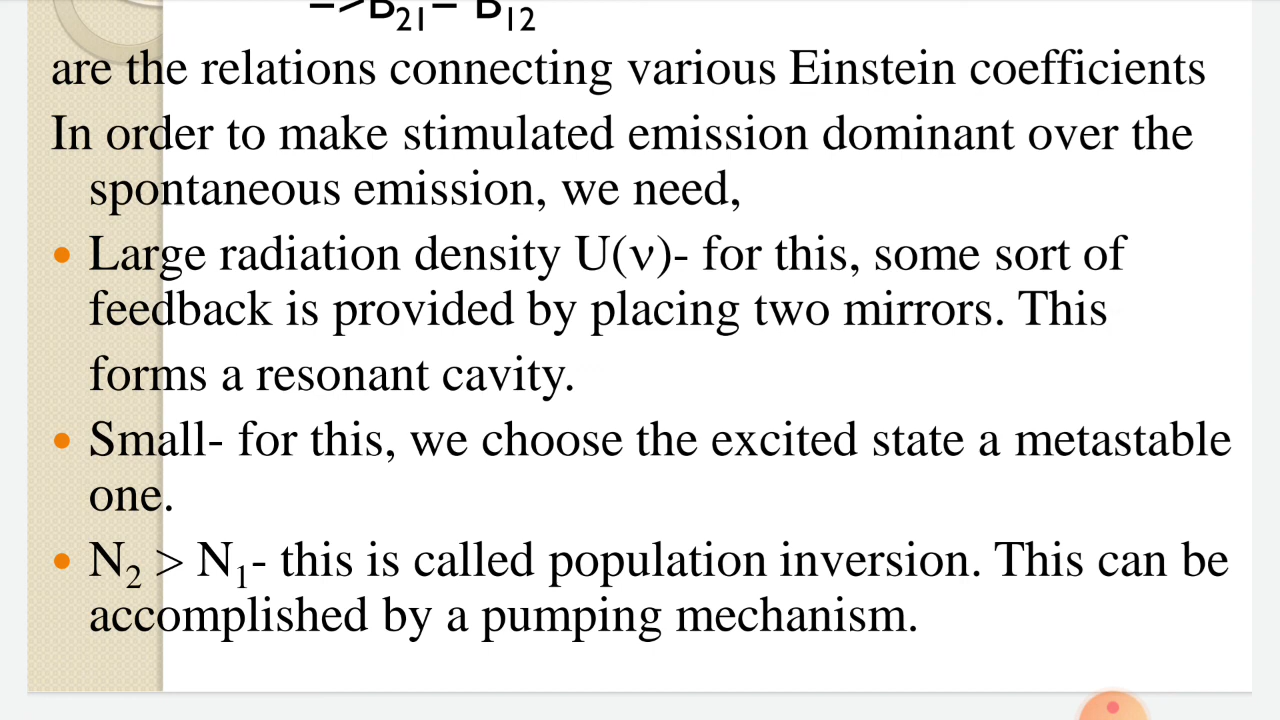 =>B21= B12
are the relations connecting various Einstein coefficients
In order to make stimulated emission dominant over the
spontaneous emission, we need,
• Large radiation density U(ν)- for this, some sort of
feedback is provided by placing two mirrors. This
forms a resonant cavity.
• Small- for this, we choose the excited state a metastable
one.
• N2 > N1- this is called population inversion. This can be
accomplished by a pumping mechanism.